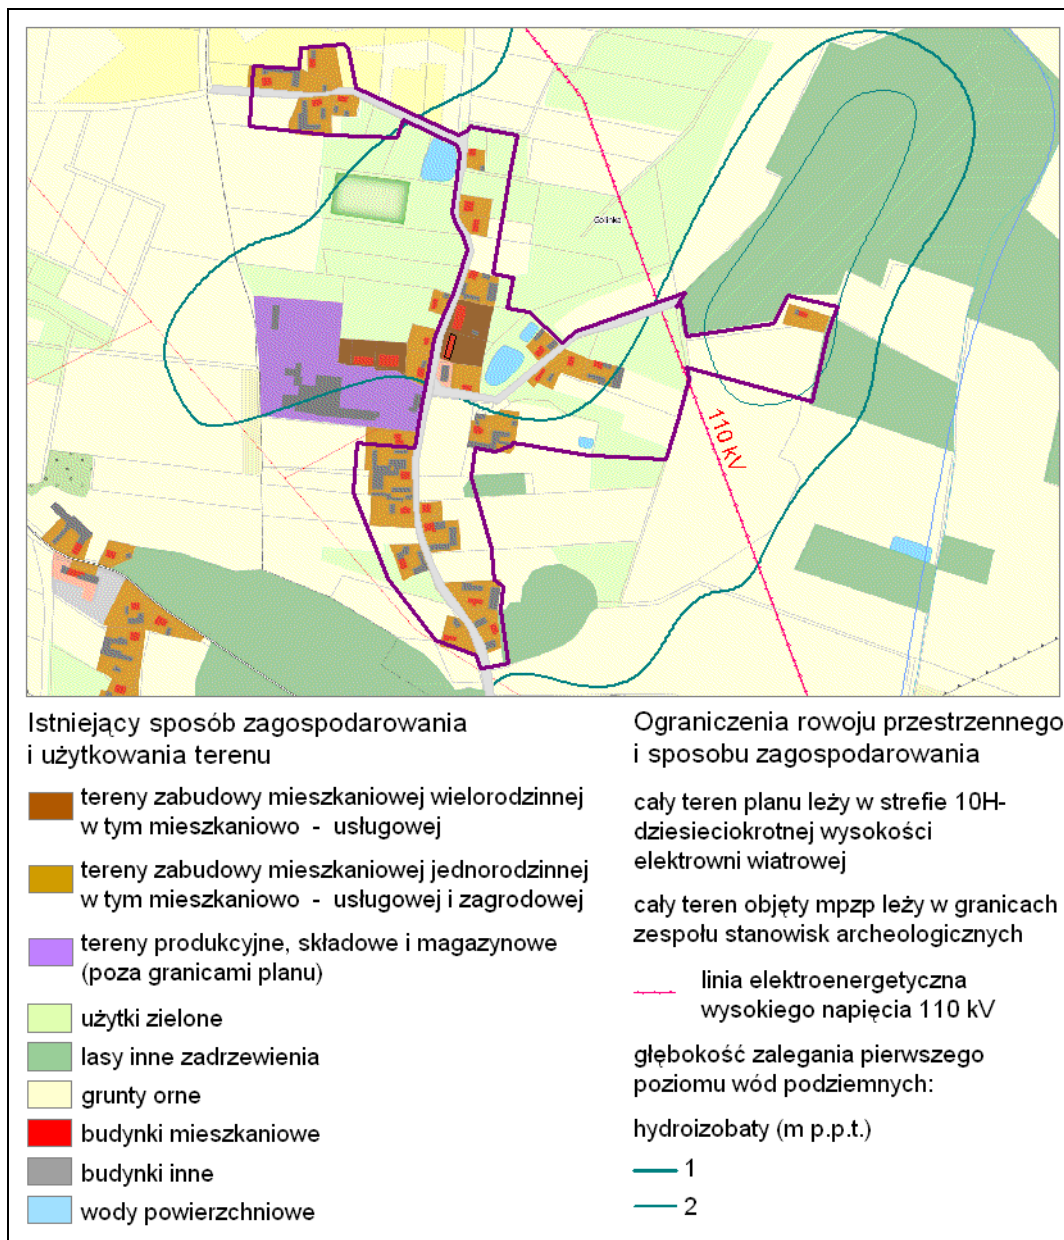 Golinka
110 kV
Istniejący sposób zagospodarowania
i użytkowania terenu
tereny zabudowy mieszkaniowej wielorodzinnej
w tym mieszkaniowo - usługowej
tereny zabudowy mieszkaniowej jednorodzinnej
w tym mieszkaniowo - usługowej i zagrodowej
tereny produkcyjne, składowe i magazynowe
(poza granicami planu)
użytki zielone
lasy inne zadrzewienia
grunty orne
budynki mieszkaniowe
budynki inne
wody powierzchniowe
Ograniczenia rowoju przestrzennego
i sposobu zagospodarowania
cały teren planu leży w strefie 10H-
dziesieciokrotnej wysokości
elektrowni wiatrowej
cały teren objęty mpzp leży w granicach
zespołu stanowisk archeologicznych
linia elektroenergetyczna
wysokiego napięcia 110 kV
głębokość zalegania pierwszego
poziomu wód podziemnych:
hydroizobaty (m p.p.t.)
1
2